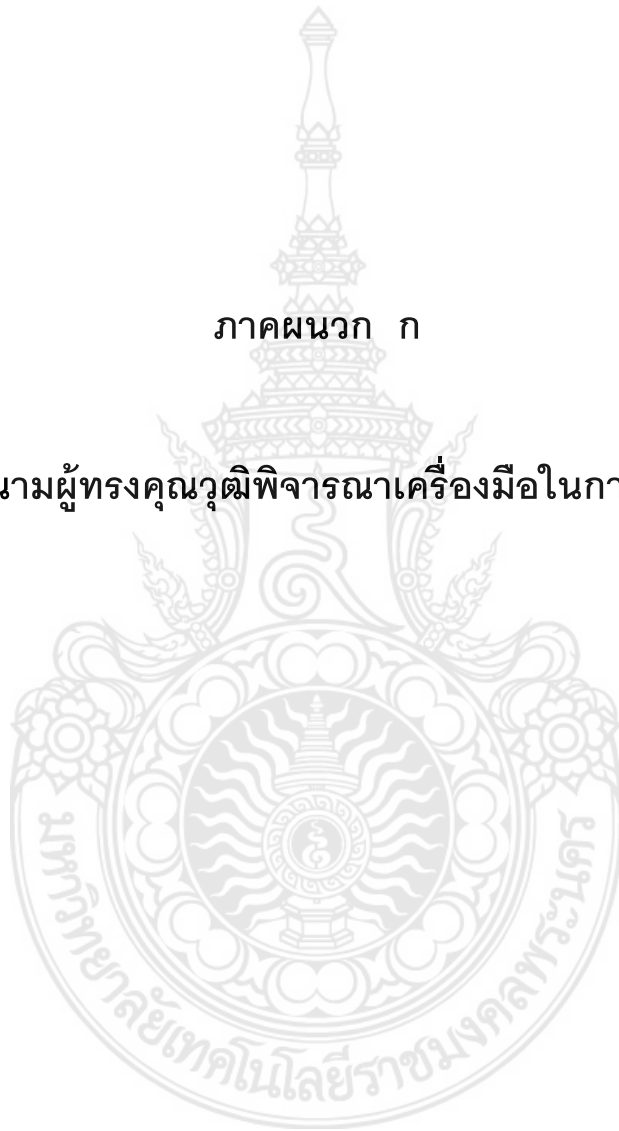 ภาคผนวก ก
นามผู้ทรงคุณวุฒิพิจารณาเครื่องมือในกา
มหาวิทยาลัยเทคโนโลยีราชมงคลพระนคร